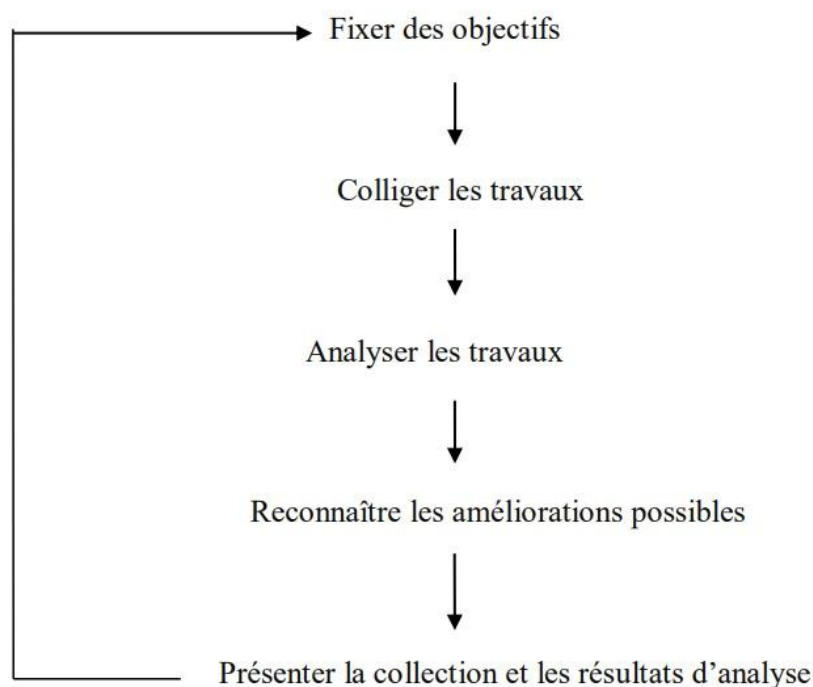 Fixer des objectifs
Colliger les travaux
Analyser les travaux
Reconnaître les améliorations possibles
Présenter la collection et les résultats d’analyse